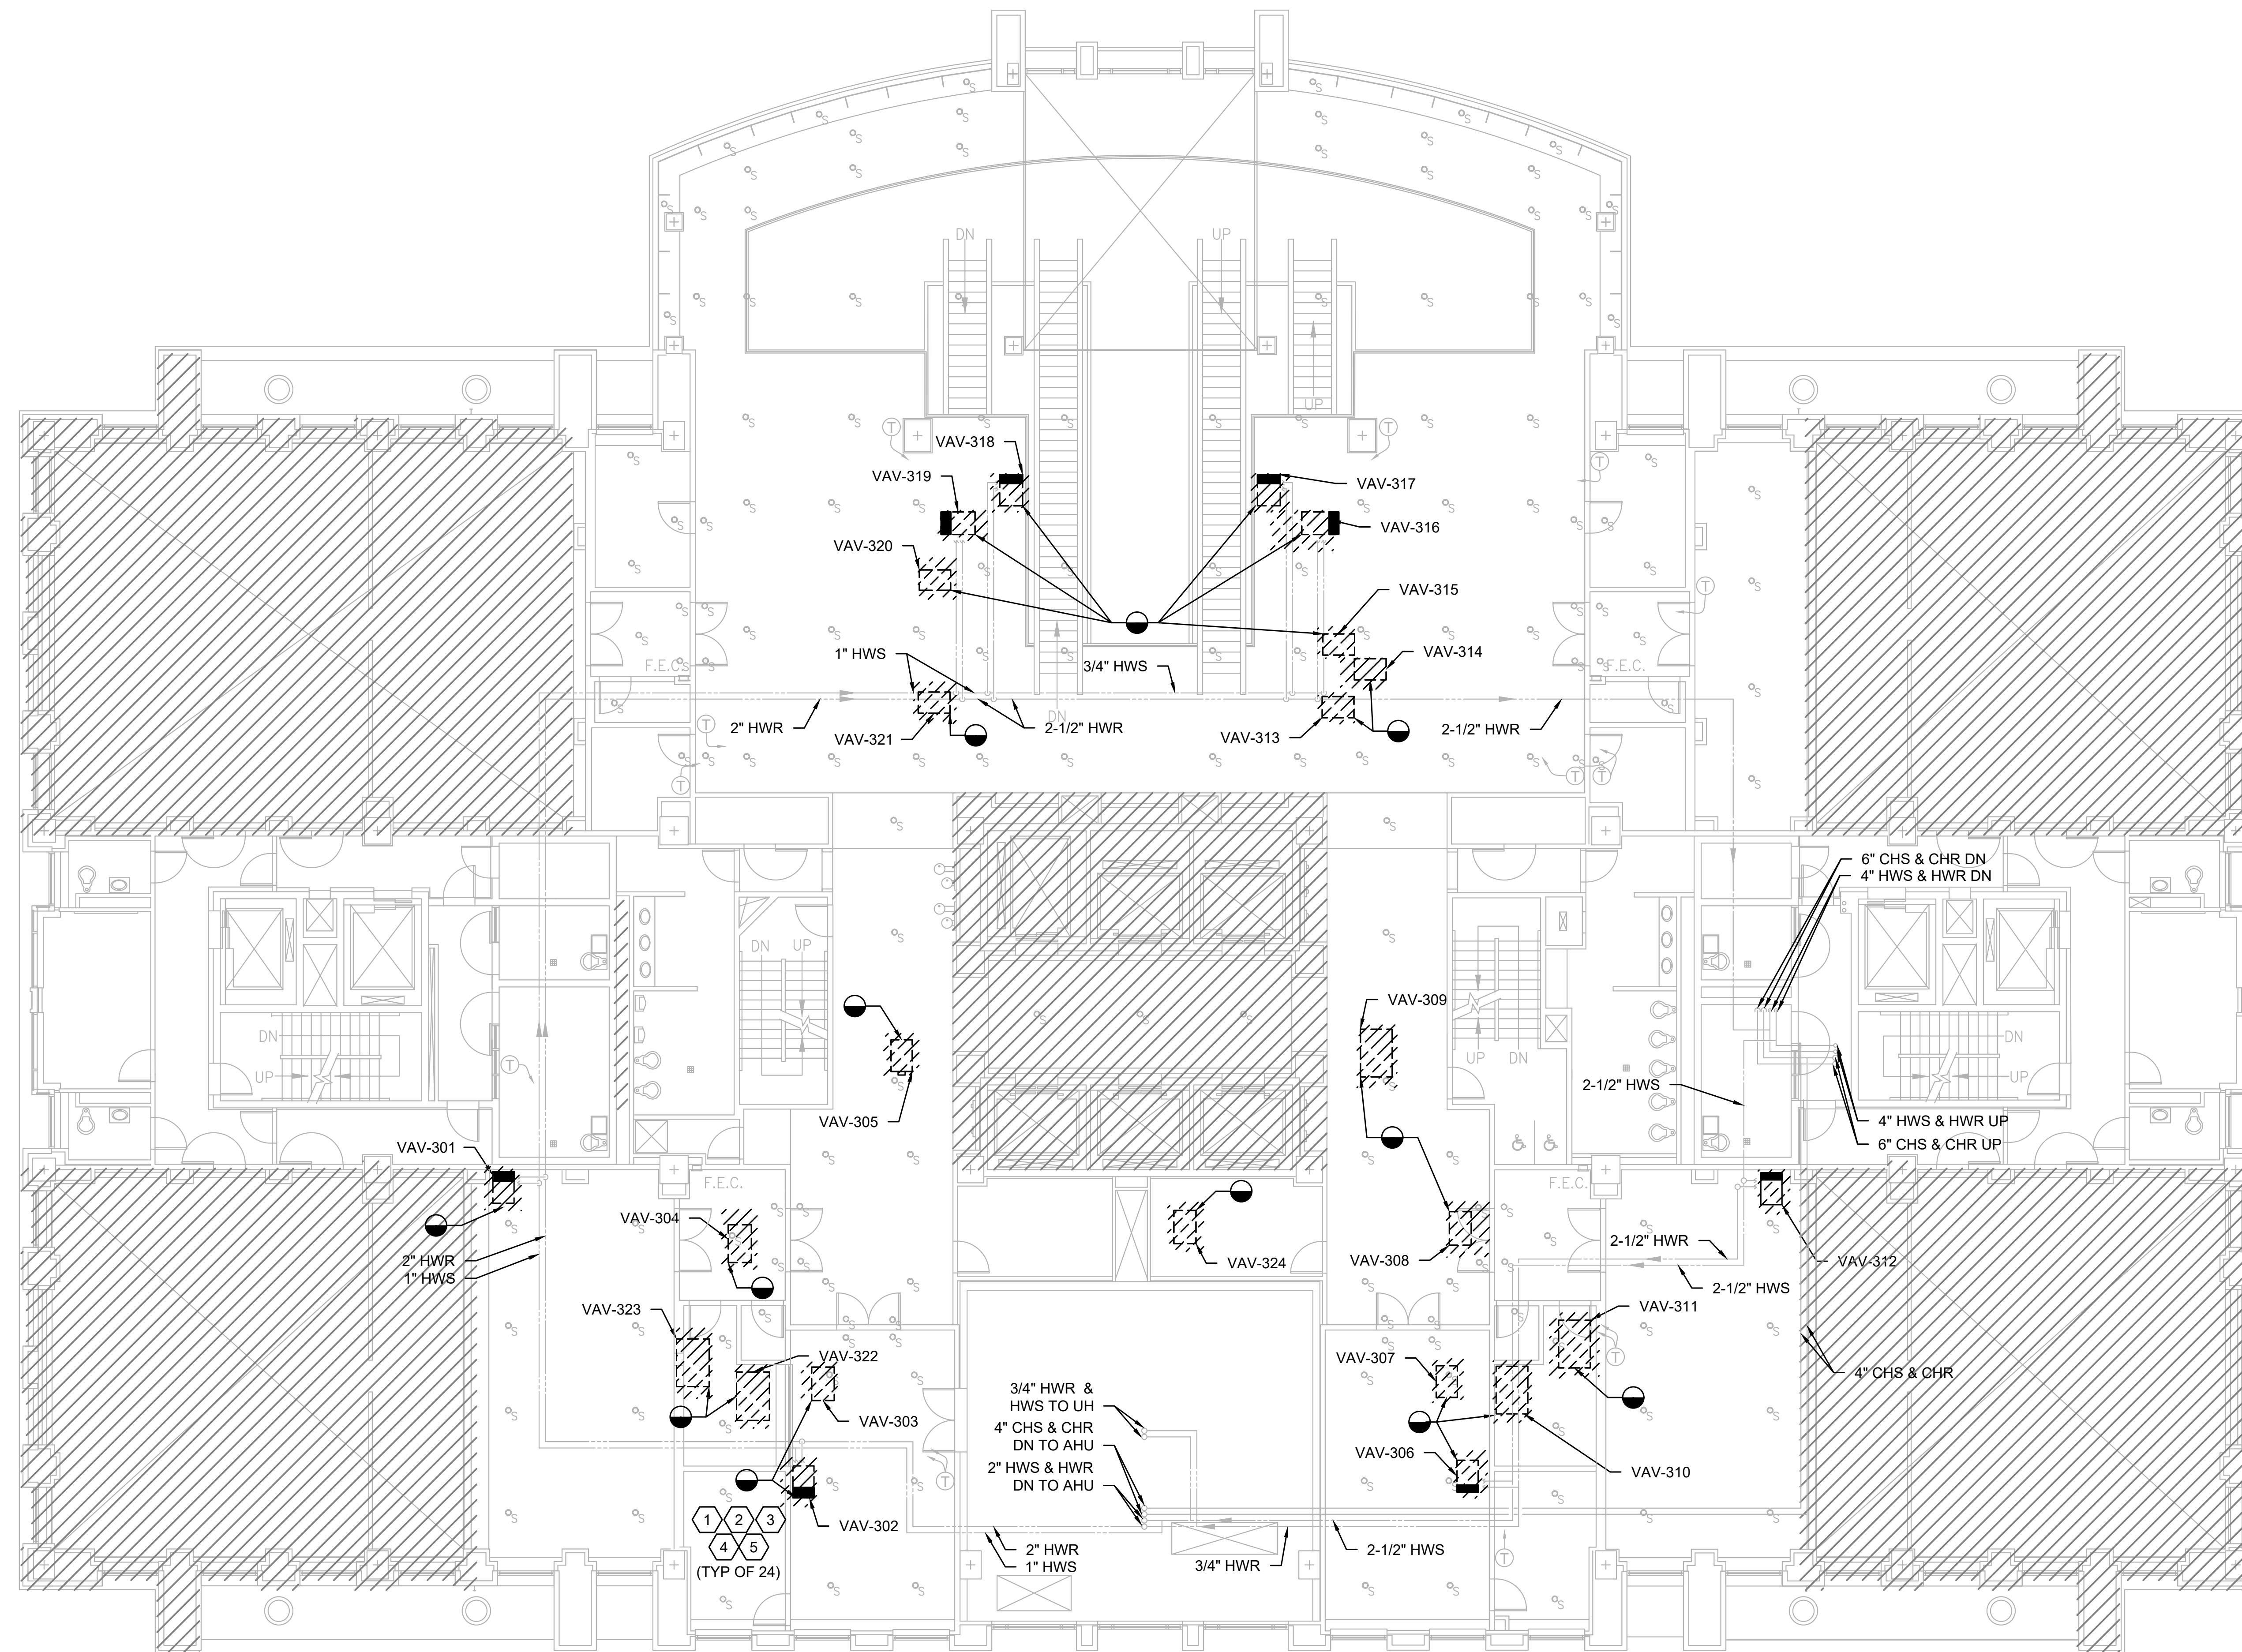 DN
UP
UP
UP
VAV-318
VAV-319
VAV-320
VAV-317
VAV-316
VAV-315
VAV-314
1" HWS
3/4" HWS
F.E.C.
F.E.C.
DN
2" HWR
VAV-321
2-1/2" HWR
VAV-313
2-1/2" HWR
6" CHS & CHR DN
4" HWS & HWR DN
DN
UP
DN
UP
VAV-305
VAV-309
UP
DN
2-1/2" HWS
DN
UP
4" HWS & HWR UP
6" CHS & CHR UP
VAV-301
F.E.C.
F.E.C.
VAV-304
2" HWR
1" HWS
VAV-324
VAV-308
2-1/2" HWR
VAV-312
2-1/2" HWS
VAV-323
VAV-311
VAV-322
VAV-307
4" CHS & CHR
VAV-303
3/4" HWR &
HWS TO UH
4" CHS & CHR
DN TO AHU
2" HWS & HWR
DN TO AHU
VAV-306
VAV-310
1 2 3
4 5
(TYP OF 24)
VAV-302
2" HWR
1" HWS
3/4" HWR
2-1/2" HWS
T
T
T
T
T
T
T
T
T
T
T
T